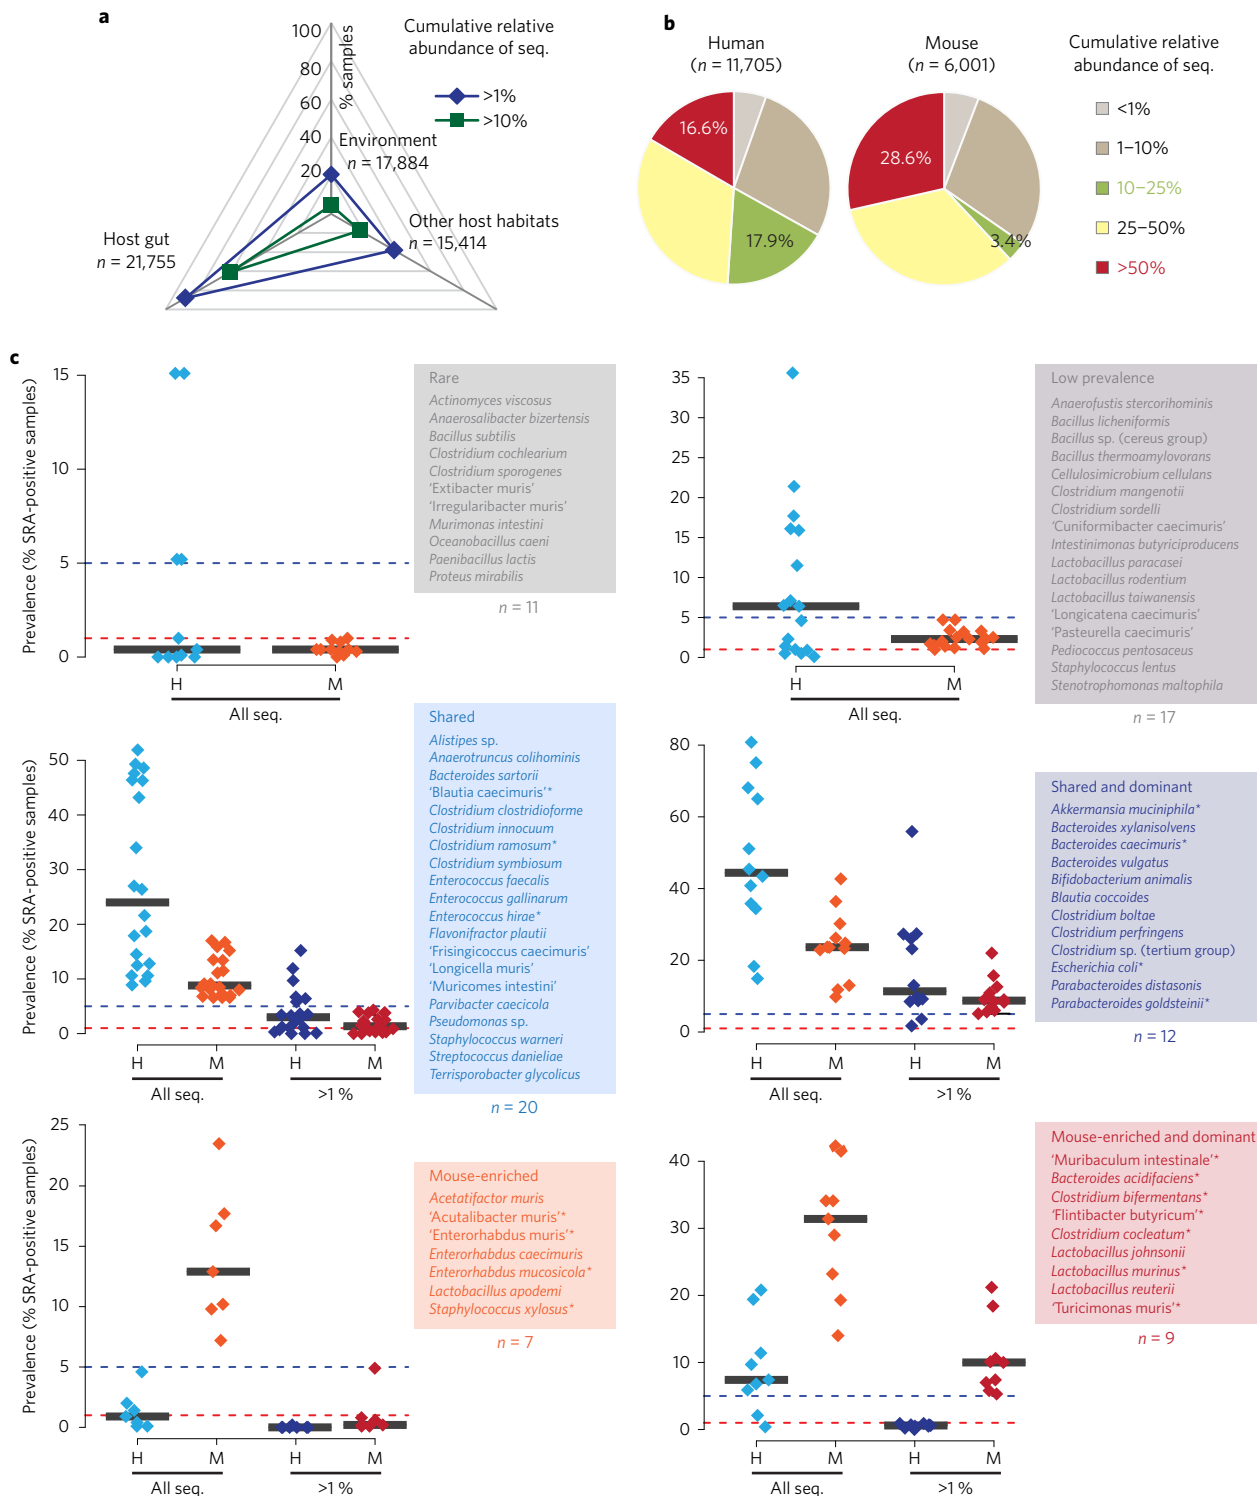 a
Cumulative relative
abundance of seq.
>1%
>10%
100
80
60
40
20
% samples
Environment
n = 17,884
Other host habitats
n = 15,414
Host gut
n = 21,755
b
Human
(n = 11,705)
Mouse
(n = 6,001)
Cumulative relative
abundance of seq.
16.6%
17.9%
28.6%
3.4%
<1%
1–10%
10–25%
25–50%
>50%
c
Prevalence (% SRA-positive samples)
15
10
5
0
H
M
All seq.
Rare
Actinomyces viscosus
Anaerosalibacter bizertensis
Bacillus subtilis
Clostridium cochlearium
Clostridium sporogenes
‘Extibacter muris’
‘Irregularibacter muris’
Murimonas intestini
Oceanobacillus caeni
Paenibacillus lactis
Proteus mirabilis
n = 11
35
30
25
20
15
10
5
0
H
M
All seq.
Low prevalence
Anaerofustis stercorihominis
Bacillus licheniformis
Bacillus sp. (cereus group)
Bacillus thermoamylovorans
Cellulosimicrobium cellulans
Clostridium mangenotii
Clostridium sordelli
‘Cuniformibacter caecimuris’
Intestinimonas butyriciproducens
Lactobacillus paracasei
Lactobacillus rodentium
Lactobacillus taiwanensis
‘Longicatena caecimuris’
‘Pasteurella caecimuris’
Pediococcus pentosaceus
Staphylococcus lentus
Stenotrophomonas maltophila
n = 17
Prevalence (% SRA-positive samples)
50
40
30
20
10
0
H
M
H
M
All seq.
>1 %
Shared
Alistipes sp.
Anaerotruncus colihominis
Bacteroides sartorii
‘Blautia caecimuris’*
Clostridium clostridioforme
Clostridium innocuum
Clostridium ramosum*
Clostridium symbiosum
Enterococcus faecalis
Enterococcus gallinarum
Enterococcus hirae*
Flavonifractor plautii
‘Frisingicoccus caecimuris’
‘Longicella muris’
‘Muricomes intestini’
Parvibacter caecicola
Pseudomonas sp.
Staphylococcus warneri
Streptococcus danieliae
Terrisporobacter glycolicus
n = 20
80
60
40
20
0
H
M
H
M
All seq.
>1 %
Shared and dominant
Akkermansia muciniphila*
Bacteroides xylanisolvens
Bacteroides caecimuris*
Bacteroides vulgatus
Bifidobacterium animalis
Blautia coccoides
Clostridium boltae
Clostridium perfringens
Clostridium sp. (tertium group)
Escherichia coli*
Parabacteroides distasonis
Parabacteroides goldsteinii*
n = 12
Prevalence (% SRA-positive samples)
25
20
15
10
5
0
H
M
H
M
All seq.
>1 %
Mouse-enriched
Acetatifactor muris
‘Acutalibacter muris’*
‘Enterorhabdus muris’*
Enterorhabdus caecimuris
Enterorhabdus mucosicola*
Lactobacillus apodemi
Staphylococcus xylosus*
n = 7
40
30
20
10
0
H
M
H
M
All seq.
>1 %
Mouse-enriched and dominant
‘Muribaculum intestinale’*
Bacteroides acidifaciens*
Clostridium bifermentans*
‘Flintibacter butyricum’*
Clostridium cocleatum*
Lactobacillus johnsonii
Lactobacillus murinus*
Lactobacillus reuterii
‘Turicimonas muris’*
n = 9